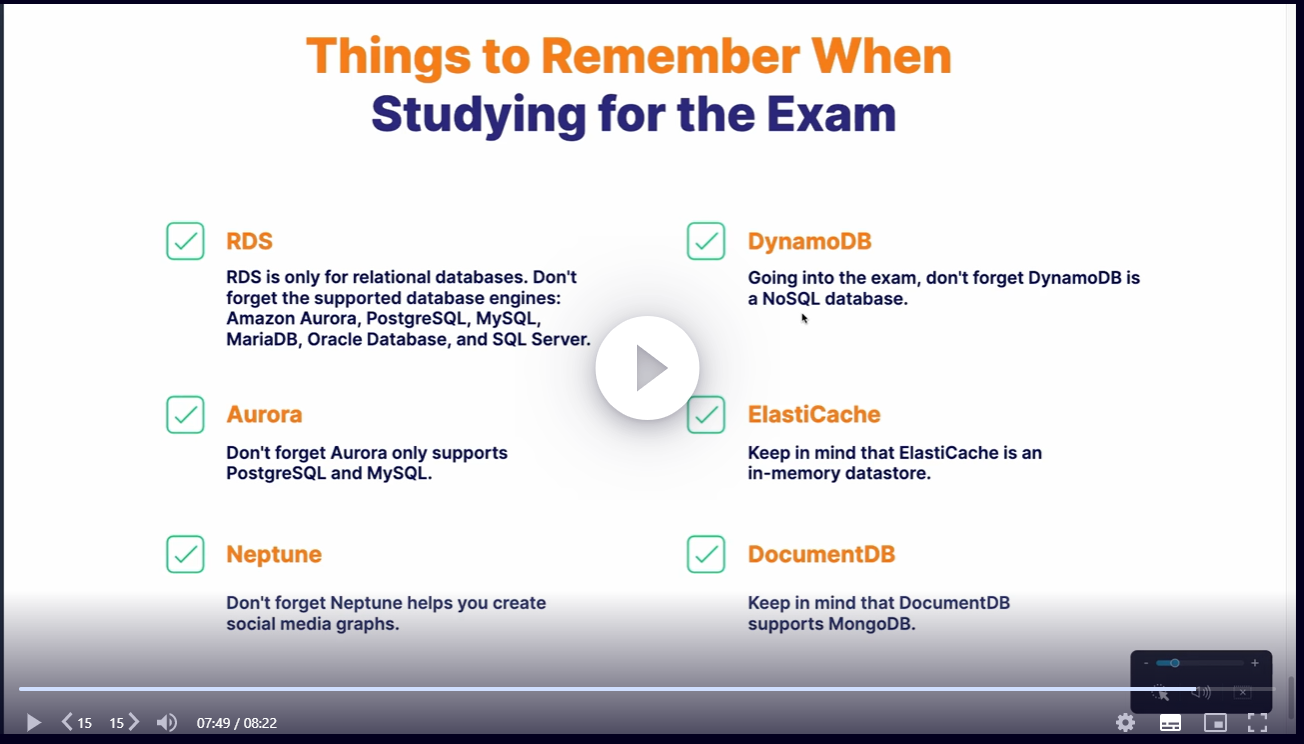 Things to Remember When
Studying for the Exam
RDS
RDS is only for relational databases. Don't
forget the supported database engines:
Amazon Aurora, PostgreSQL, MySQL,
MariaDB, Oracle Database, and SQL Server.
DynamoDB
Going into the exam, don't forget DynamoDB is
a NoSQL database.
Aurora
Don't forget Aurora only supports
PostgreSQL and MySQL.
ElastiCache
Keep in mind that ElastiCache is an
in-memory datastore.
Neptune
Don't forget Neptune helps you create
social media graphs.
DocumentDB
Keep in mind that DocumentDB
supports MongoDB.
15 15 07:49 / 08:22